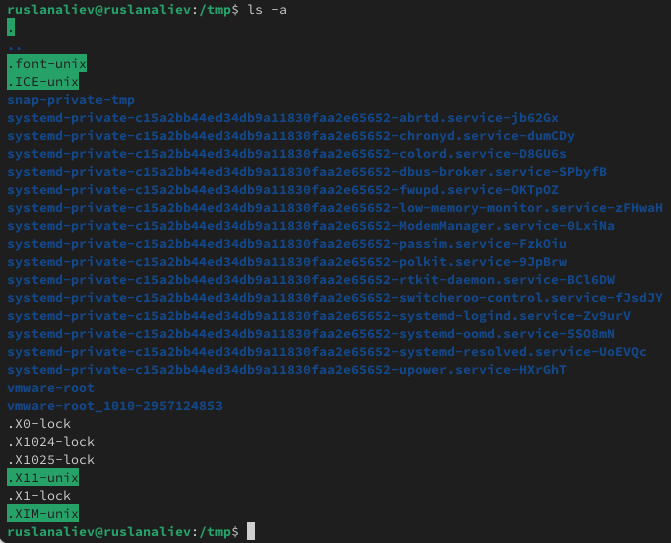 ruslanaliev@ruslanaliev:/tmp$ ls -a
.
..
.font-unix
.ICE-unix
snap-private-tmp
systemd-private-c15a2bb44ed34db9a11830faa2e65652-abrtd.service-jb62Gx
systemd-private-c15a2bb44ed34db9a11830faa2e65652-chronyd.service-dumCDy
systemd-private-c15a2bb44ed34db9a11830faa2e65652-colord.service-D8GU6s
systemd-private-c15a2bb44ed34db9a11830faa2e65652-dbus-broker.service-SPbyfB
systemd-private-c15a2bb44ed34db9a11830faa2e65652-fwupd.service-OKTpOZ
systemd-private-c15a2bb44ed34db9a11830faa2e65652-low-memory-monitor.service-zFHwaH
systemd-private-c15a2bb44ed34db9a11830faa2e65652-ModemManager.service-0LxiNa
systemd-private-c15a2bb44ed34db9a11830faa2e65652-passim.service-FzkOiu
systemd-private-c15a2bb44ed34db9a11830faa2e65652-polkit.service-9JpBrw
systemd-private-c15a2bb44ed34db9a11830faa2e65652-rtkit-daemon.service-BCl6DW
systemd-private-c15a2bb44ed34db9a11830faa2e65652-switcheroo-control.service-fJsdJY
systemd-private-c15a2bb44ed34db9a11830faa2e65652-systemd-logind.service-Zv9urV
systemd-private-c15a2bb44ed34db9a11830faa2e65652-systemd-oomd.service-5SO8mN
systemd-private-c15a2bb44ed34db9a11830faa2e65652-systemd-resolved.service-UoEVQc
systemd-private-c15a2bb44ed34db9a11830faa2e65652-upower.service-HXrGhT
vmware-root
vmware-root_1010-2957124853
.X0-lock
.X1024-lock
.X1025-lock
.X11-unix
.X1-lock
.XIM-unix
ruslanaliev@ruslanaliev:/tmp$